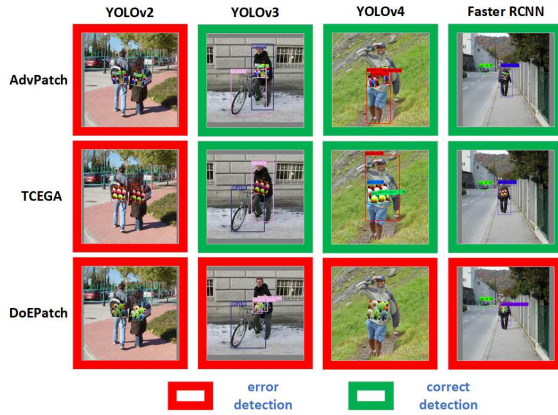 YOLOv2 YOLOv3 YOLOv4 Faster RCNN
AdvPatch
TCEGA
DoEPatch
error detection
correct detection